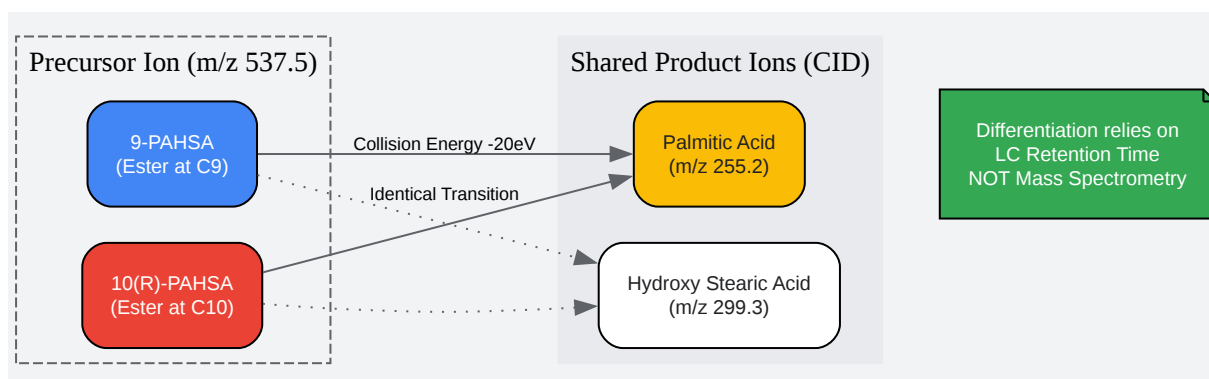 Precursor Ion (m/z 537.5)
9-PAHSA
(Ester at C9)
10(R)-PAHSA
(Ester at C10)
Collision Energy -20eV
Identical Transition
Shared Product Ions (CID)
Palmitic Acid
(m/z 255.2)
Hydroxy Stearic Acid
(m/z 299.3)
Differentiation relies on
LC Retention Time
NOT Mass Spectrometry